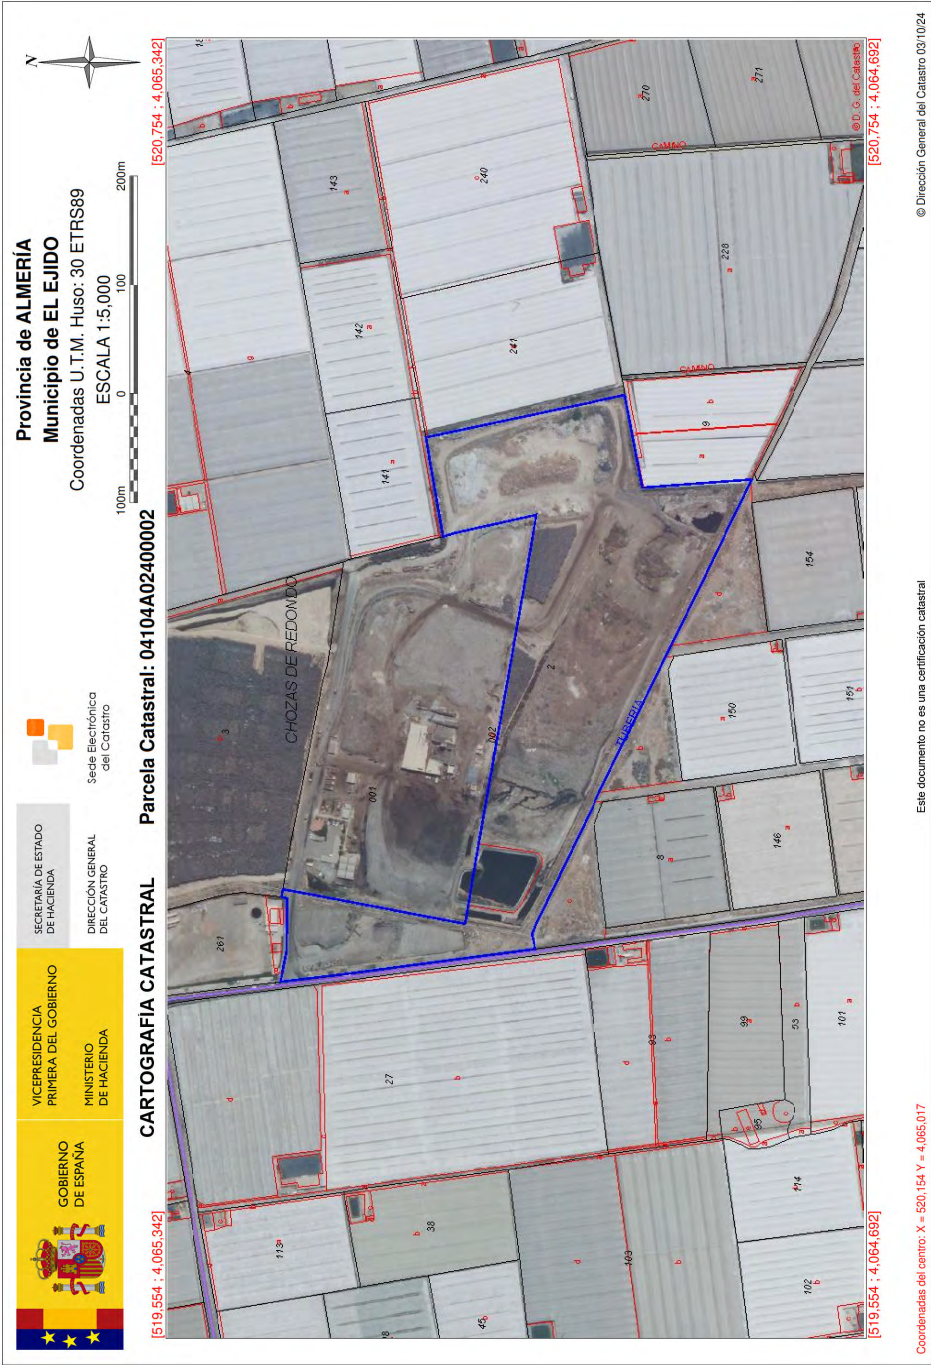 GOBIERNO
DE ESPAÑA
VICEPRESIDENCIA
PRIMERA DEL GOBIERNO
MINISTERIO
DE HACIENDA
SECRETARÍA DE ESTADO
DE HACIENDA
DIRECCIÓN GENERAL
DEL CATASTRO
Sede Electrónica
del Catastro
Provincia de ALMERÍA
Municipio de EL EJIDO
Coordenadas U.T.M. Huso: 30 ETRS89
ESCALA 1:5,000
100m 0 100 200m
N
CARTOGRAFÍA CATASTRAL
Parcela Catastral: 04104A02400002
[519,554 ; 4,065,342]
[520,754 ; 4,065,342]
CHOZAS DE REDONDO
261
3
001
002
2
TUBERÍA
141
142
143
g
240
c
241
270
271
CAMINO
228
CAMINO
9
a
b
154
d
150
151
b
8
146
27
d
93
99
53
101
95
113
38
45
103
114
102
© D. G. del Catastro
[519,554 ; 4,064,692]
[520,754 ; 4,064,692]
Coordenadas del centro: X = 520,154 Y = 4,065,017
Este documento no es una certificación catastral
© Dirección General del Catastro 03/10/24